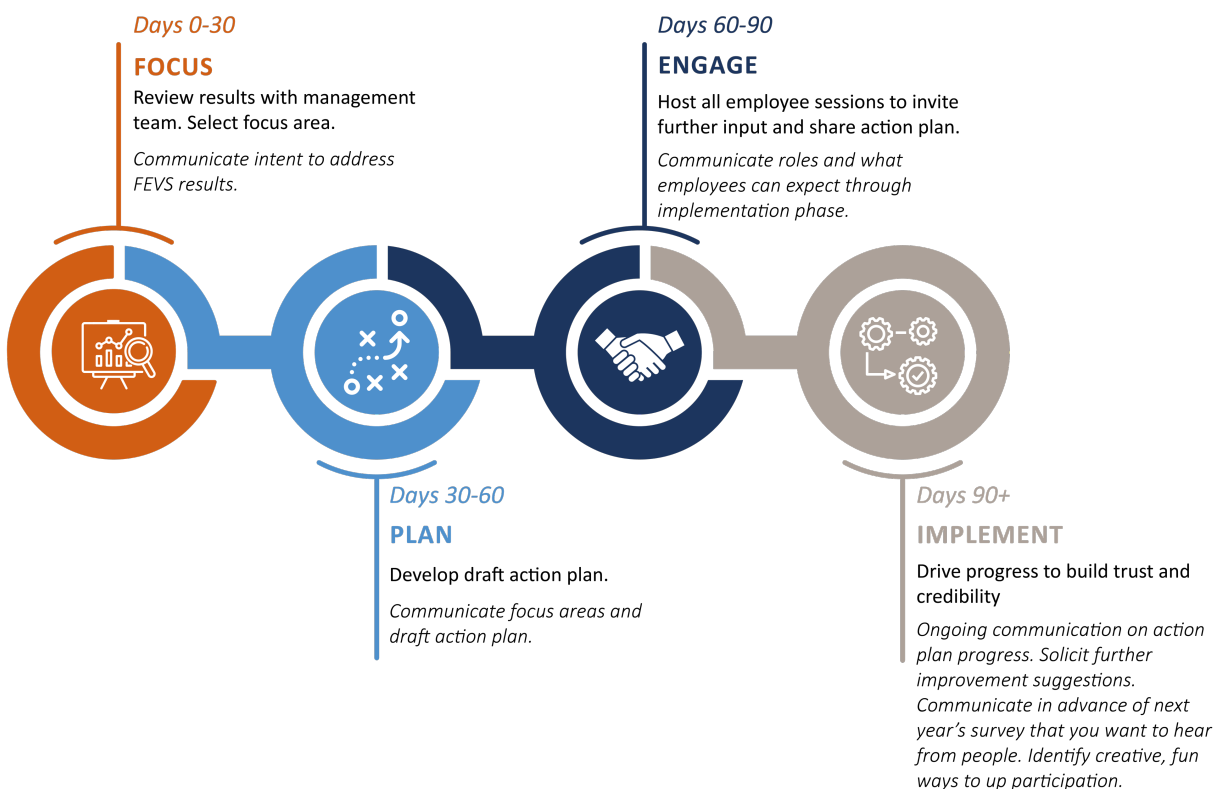 Days 0-30
FOCUS
Review results with management
team. Select focus area.
Communicate intent to address
FEVS results.
Days 60-90
ENGAGE
Host all employee sessions to invite
further input and share action plan.
Communicate roles and what
employees can expect through
implementation phase.
Days 30-60
PLAN
Develop draft action plan.
Communicate focus areas and
draft action plan.
Days 90+
IMPLEMENT
Drive progress to build trust and
credibility
Ongoing communication on action
plan progress. Solicit further
improvement suggestions.
Communicate in advance of next
year’s survey that you want to hear
from people. Identify creative, fun
ways to up participation.